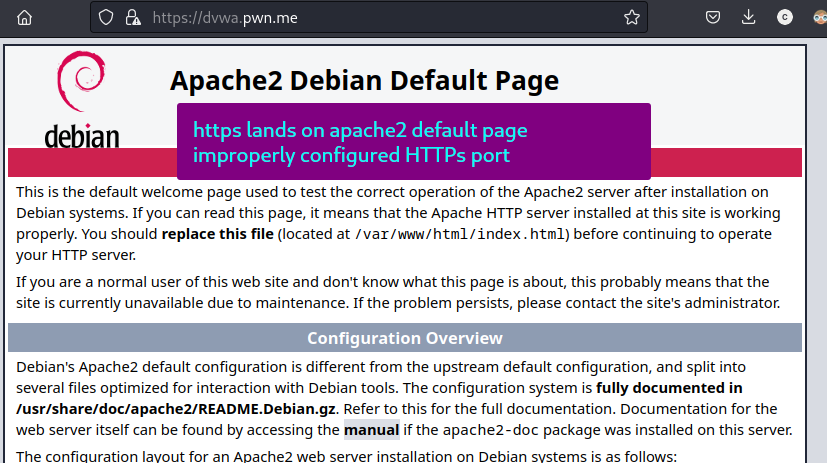 https://dvwa.pwn.me
Apache2 Debian Default Page
debian
https lands on apache2 default page
improperly configured HTTPs port
This is the default welcome page used to test the correct operation of the Apache2 server after installation on
Debian systems. If you can read this page, it means that the Apache HTTP server installed at this site is working
properly. You should replace this file (located at /var/www/html/index.html) before continuing to operate
your HTTP server.
If you are a normal user of this web site and don't know what this page is about, this probably means that the
site is currently unavailable due to maintenance. If the problem persists, please contact the site's administrator.
Configuration Overview
Debian's Apache2 default configuration is different from the upstream default configuration, and split into
several files optimized for interaction with Debian tools. The configuration system is fully documented in
/usr/share/doc/apache2/README.Debian.gz. Refer to this for the full documentation. Documentation for the
web server itself can be found by accessing the manual if the apache2-doc package was installed on this server.
The configuration layout for an Apache2 web server installation on Debian systems is as follows: